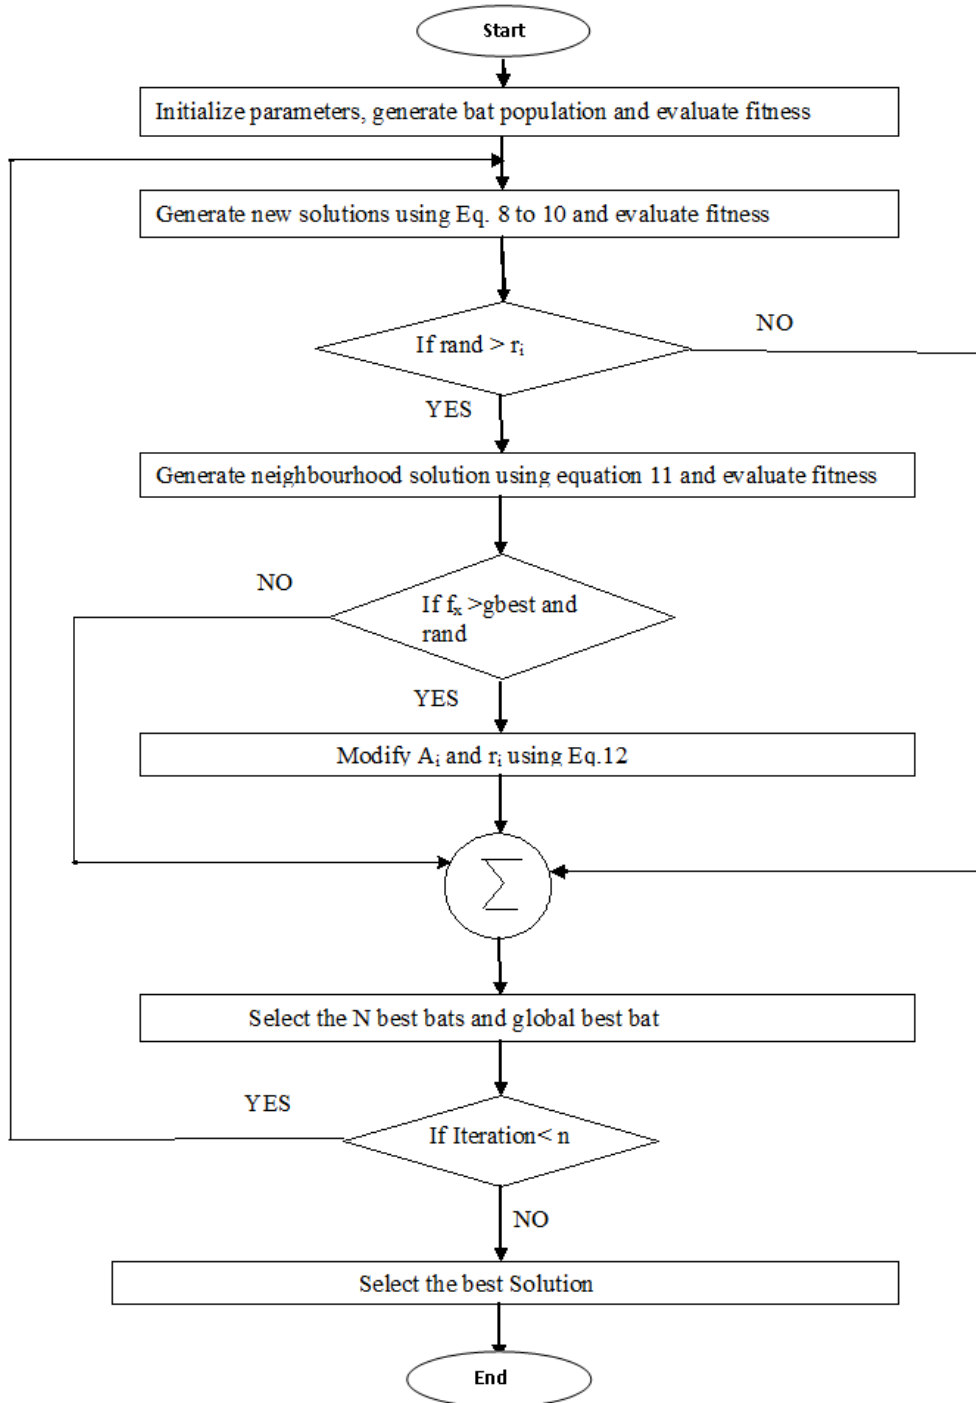 Start
Initialize parameters, generate bat population and evaluate fitness
Generate new solutions using Eq. 8 to 10 and evaluate fitness
NO
If rand > rᵢ
YES
Generate neighbourhood solution using equation 11 and evaluate fitness
NO
If fₓ >gbest and
rand
YES
Modify Aᵢ and rᵢ using Eq.12
∑
Select the N best bats and global best bat
YES
If Iteration< n
NO
Select the best Solution
End